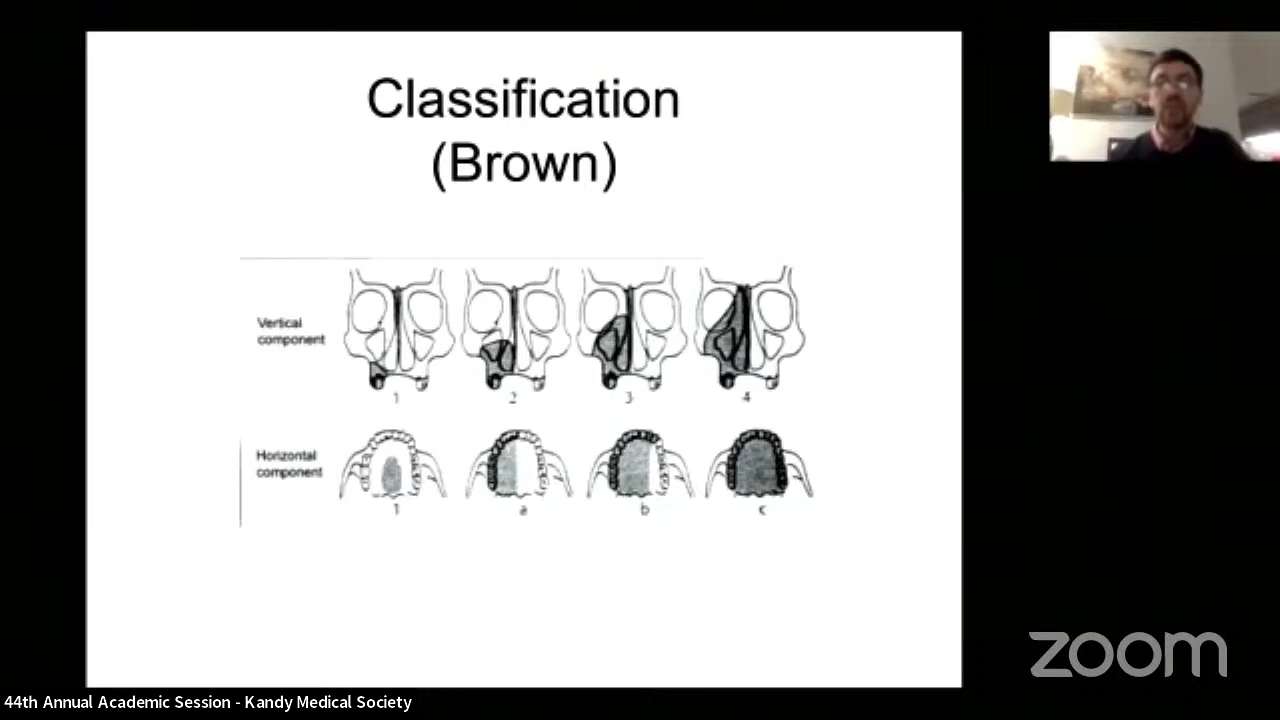 Classification
(Brown)
Vertical
component
1 2 3 4
Horizontal
component
1 a b c
zoom
44th Annual Academic Session - Kandy Medical Society